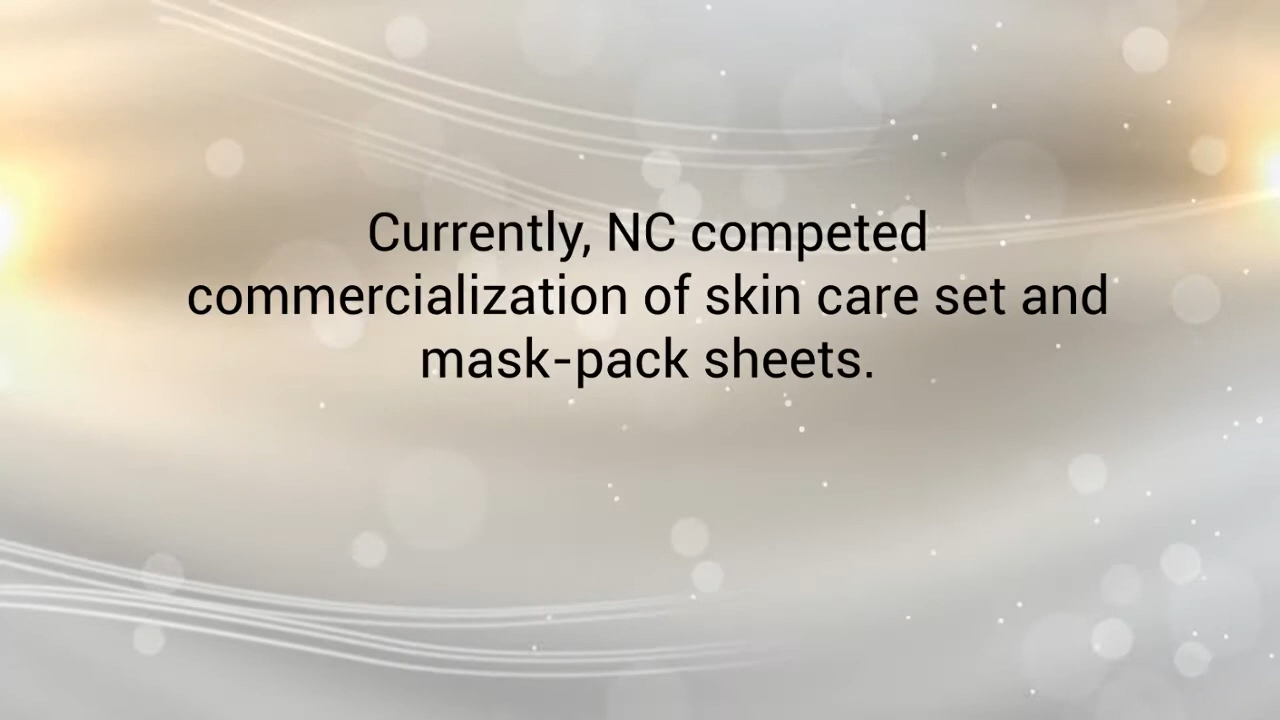 Currently, NC competed
commercialization of skin care set and
mask-pack sheets.